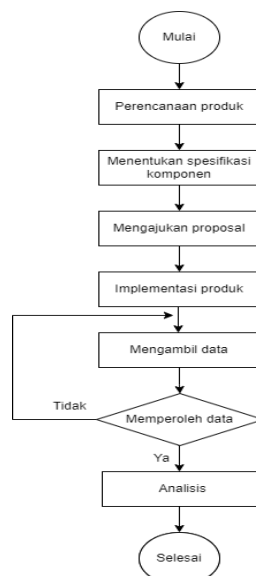 Mulai
Perencanaan produk
Menentukan spesifikasi
komponen
Mengajukan proposal
Implementasi produk
Mengambil data
Tidak
Memperoleh data
Ya
Analisis
Selesai